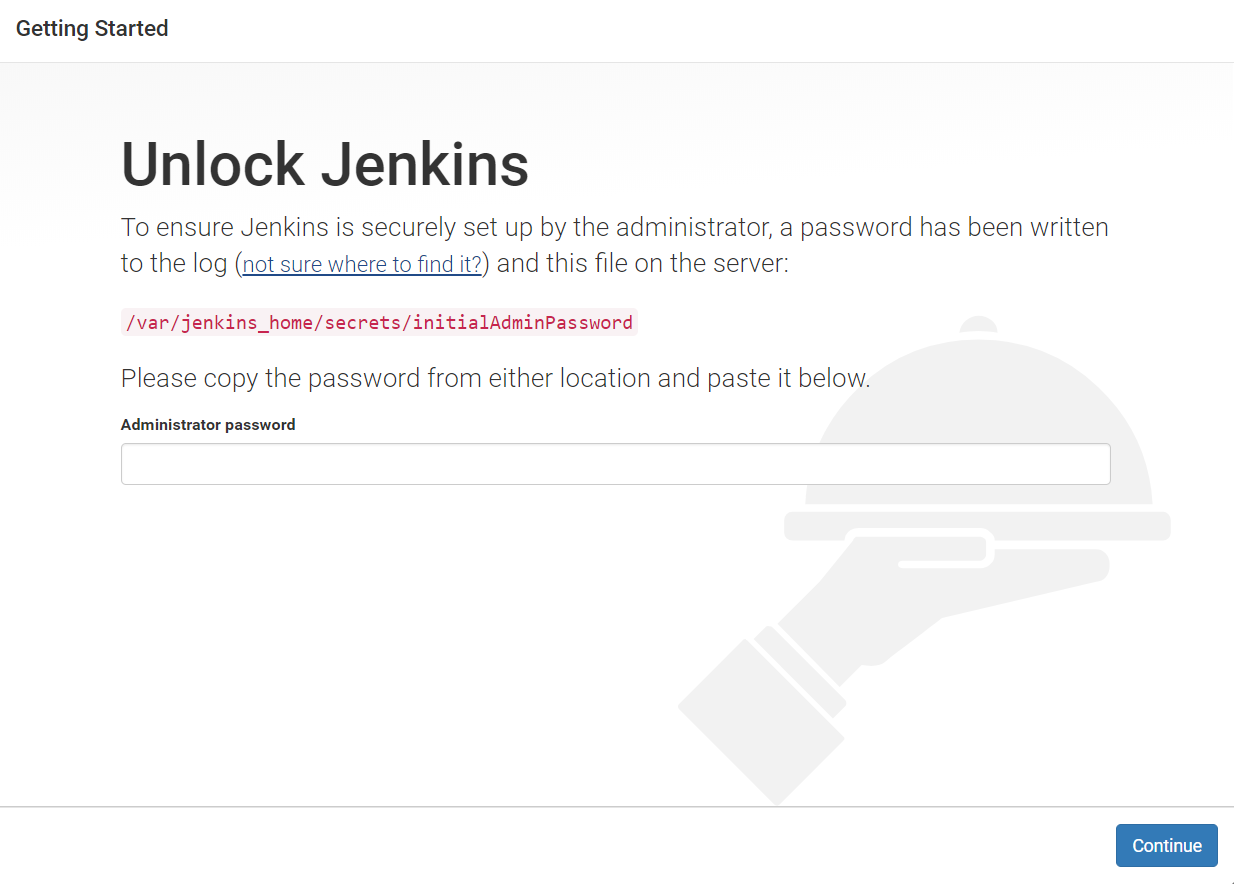 Getting Started
Unlock Jenkins
To ensure Jenkins is securely set up by the administrator, a password has been written
to the log (not sure where to find it?) and this file on the server:
/var/jenkins_home/secrets/initialAdminPassword
Please copy the password from either location and paste it below.
Administrator password
Continue